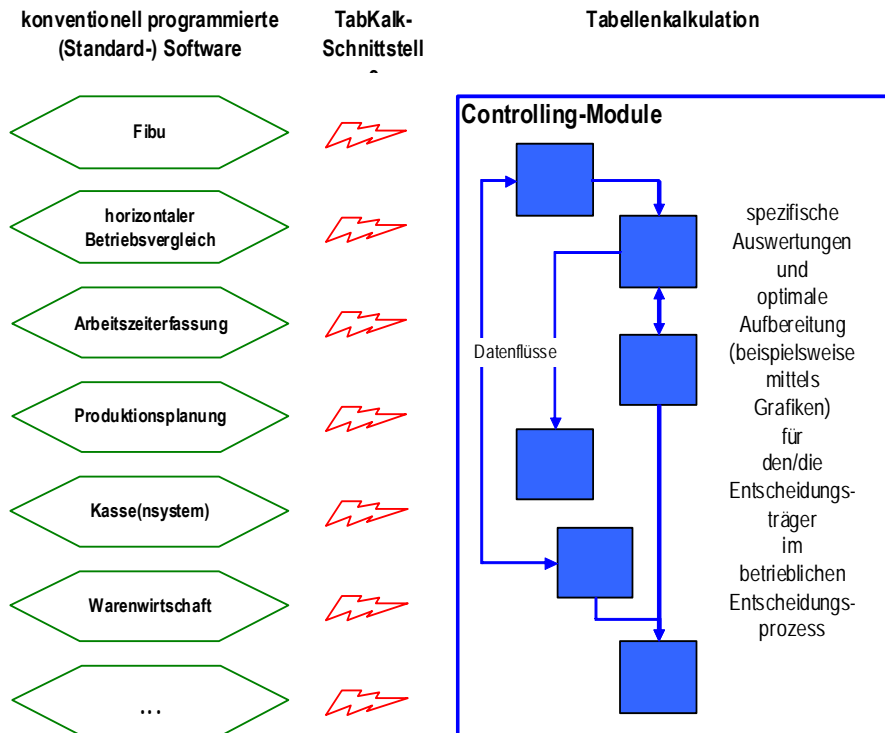 konventionell programmierte
(Standard-) Software
TabKalk-
Schnittstell
Tabellenkalkulation
Fibu
horizontaler
Betriebsvergleich
Arbeitszeiterfassung
Produktionsplanung
Kasse(nsystem)
Warenwirtschaft
...
Controlling-Module
Datenflüsse
spezifische
Auswertungen
und
optimale
Aufbereitung
(beispielsweise
mittels
Grafiken)
für
den/die
Entscheidungs-
träger
im
betrieblichen
Entscheidungs-
prozess